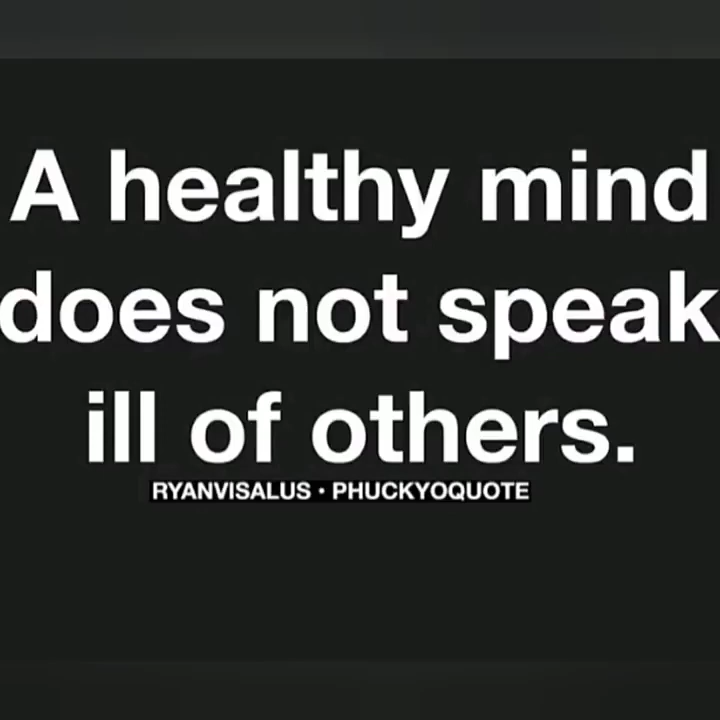 A healthy mind
does not speak
ill of others.
RYANVISALUS • PHUCKYOQUOTE